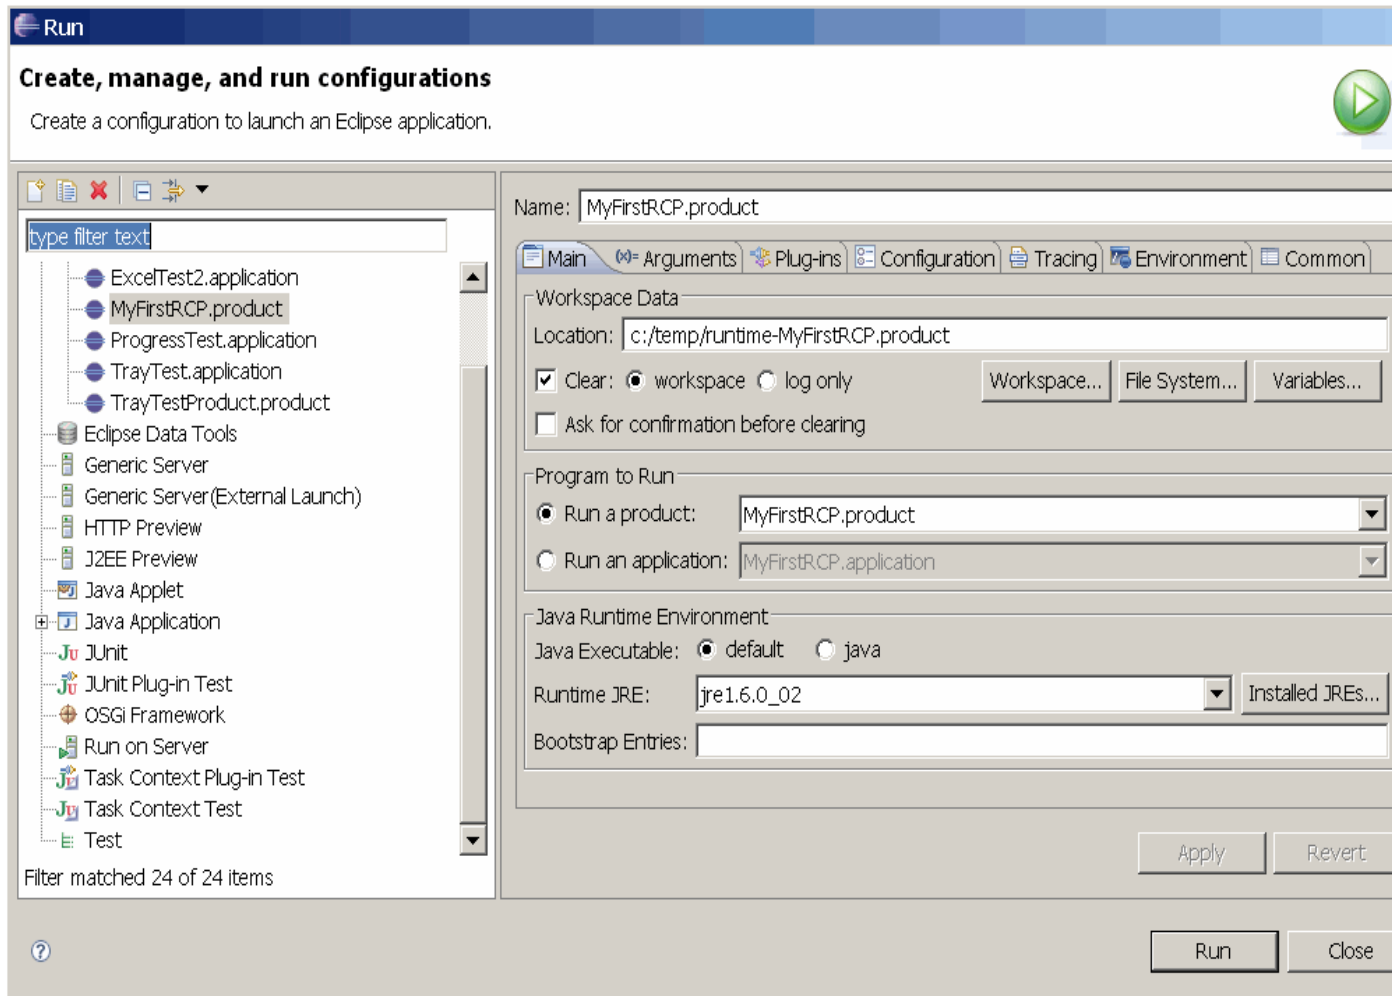 Run
Create, manage, and run configurations
Create a configuration to launch an Eclipse application.
type filter text
ExcelTest2.application
MyFirstRCP.product
ProgressTest.application
TrayTest.application
TrayTestProduct.product
Eclipse Data Tools
Generic Server
Generic Server(External Launch)
HTTP Preview
J2EE Preview
Java Applet
Java Application
JUnit
JUnit Plug-in Test
OSGi Framework
Run on Server
Task Context Plug-in Test
Task Context Test
Test
Filter matched 24 of 24 items
Name: MyFirstRCP.product
Main (x)= Arguments Plug-ins Configuration Tracing Environment Common
Workspace Data
Location: c:/temp/runtime-MyFirstRCP.product
Clear: workspace log only Workspace... File System... Variables...
Ask for confirmation before clearing
Program to Run
Run a product: MyFirstRCP.product
Run an application: MyFirstRCP.application
Java Runtime Environment
Java Executable: default java
Runtime JRE: jre1.6.0_02 Installed JREs...
Bootstrap Entries:
Apply Revert
? Run Close